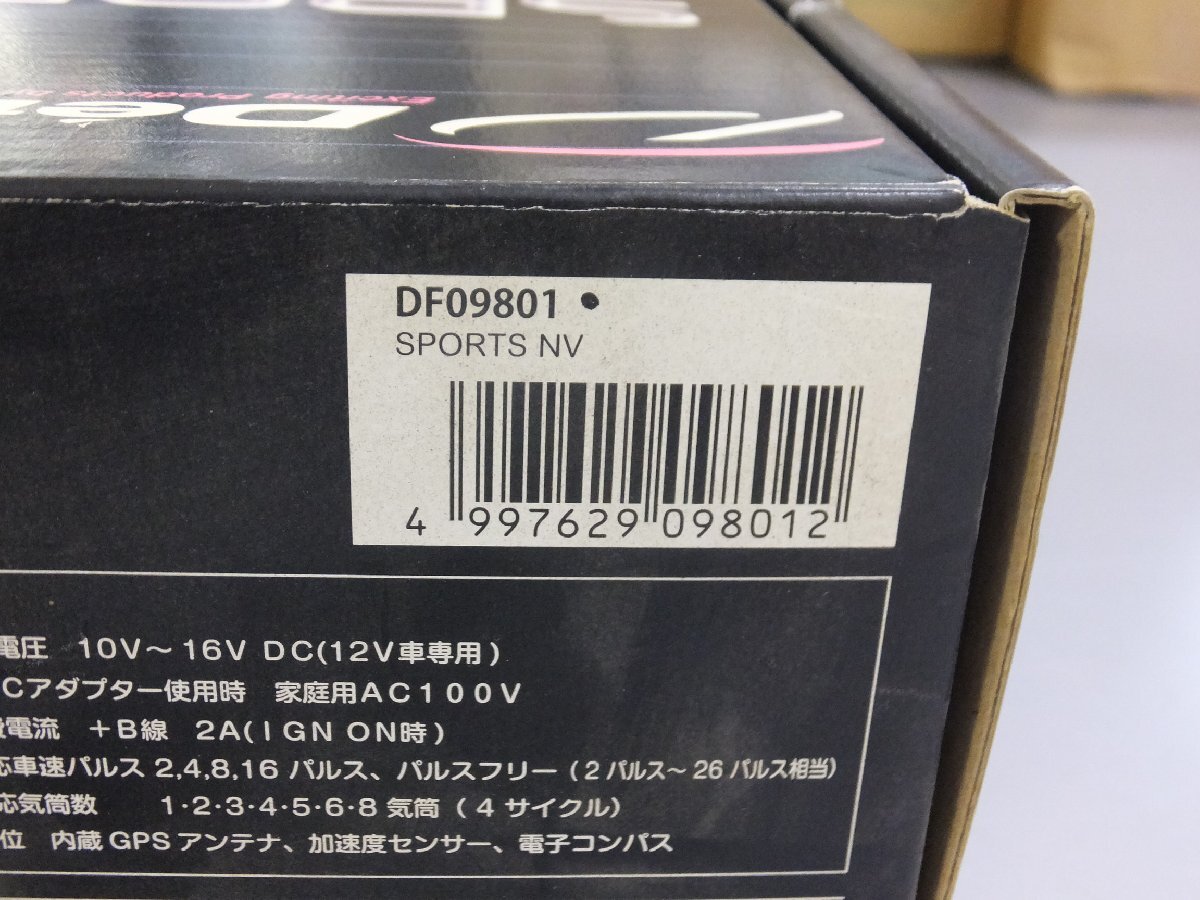 Exciting Products by
DF09801 •
SPORTS NV
4 997629 098012
電圧 10V～16V DC(12V車専用)
Cアダプター使用時 家庭用AC100V
電流 +B線 2A(IGN ON時)
応車速パルス 2,4,8,16 パルス、パルスフリー(2パルス～26パルス相当)
応気筒数 1･2･3･4･5･6･8 気筒(4サイクル)
位 内蔵GPSアンテナ、加速度センサー、電子コンパス